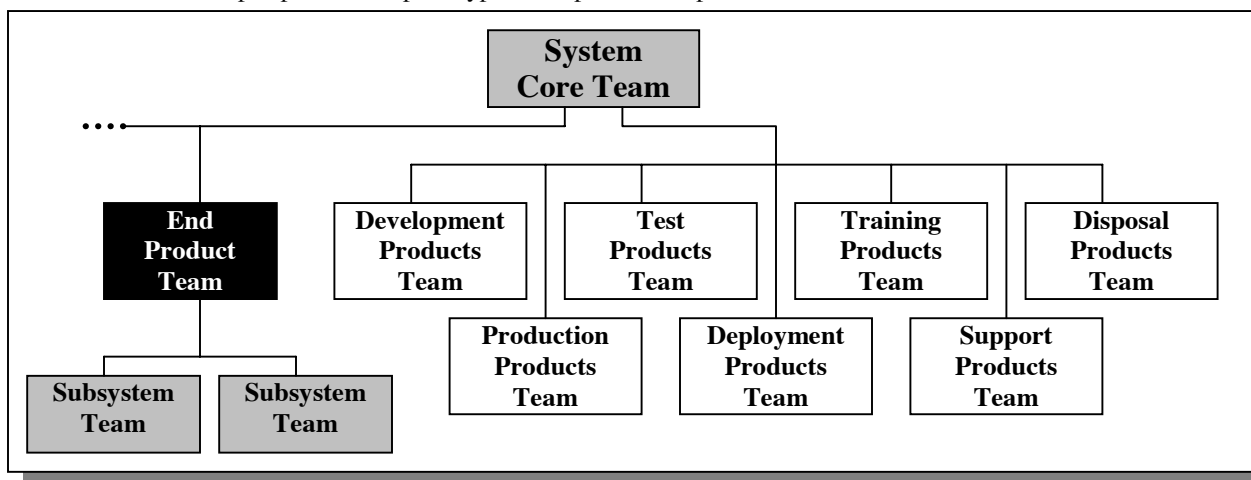 System
Core Team
End
Product
Team
Development
Products
Team
Test
Products
Team
Training
Products
Team
Disposal
Products
Team
Production
Products
Team
Deployment
Products
Team
Support
Products
Team
Subsystem
Team
Subsystem
Team